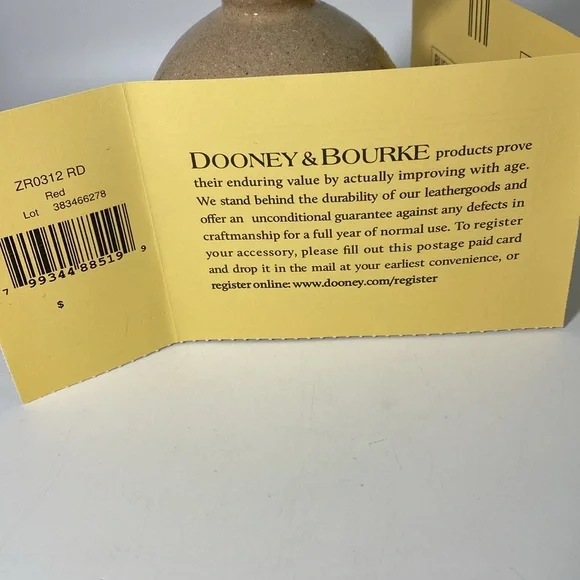 ZR0312 RD
Red
Lot 383466278
7 99344 88519 9
$
DOONEY & BOURKE products prove
their enduring value by actually improving with age.
We stand behind the durability of our leathergoods and
offer an unconditional guarantee against any defects in
craftmanship for a full year of normal use. To register
your accessory, please fill out this postage paid card
and drop it in the mail at your earliest convenience, or
register online: www.dooney.com/register